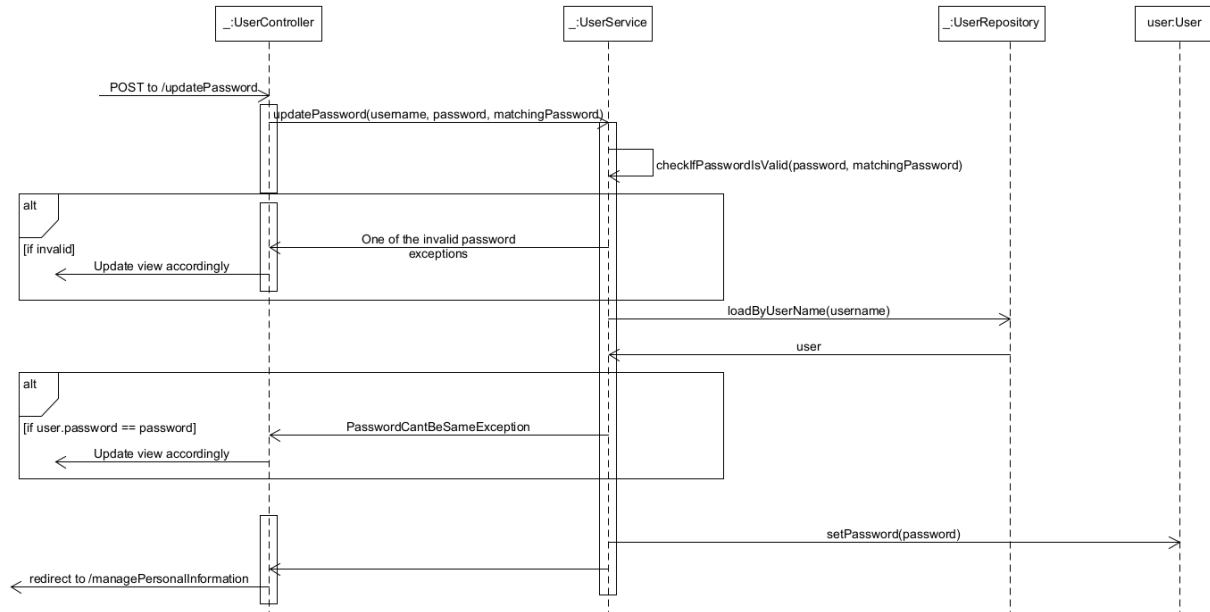 _:UserController
_:UserService
_:UserRepository
user:User
POST to /updatePassword
updatePassword(username, password, matchingPassword)
checkIfPasswordIsValid(password, matchingPassword)
alt
[if invalid]
One of the invalid password
exceptions
Update view accordingly
loadByUserName(username)
user
alt
[if user.password == password]
PasswordCantBeSameException
Update view accordingly
setPassword(password)
redirect to /managePersonalInformation